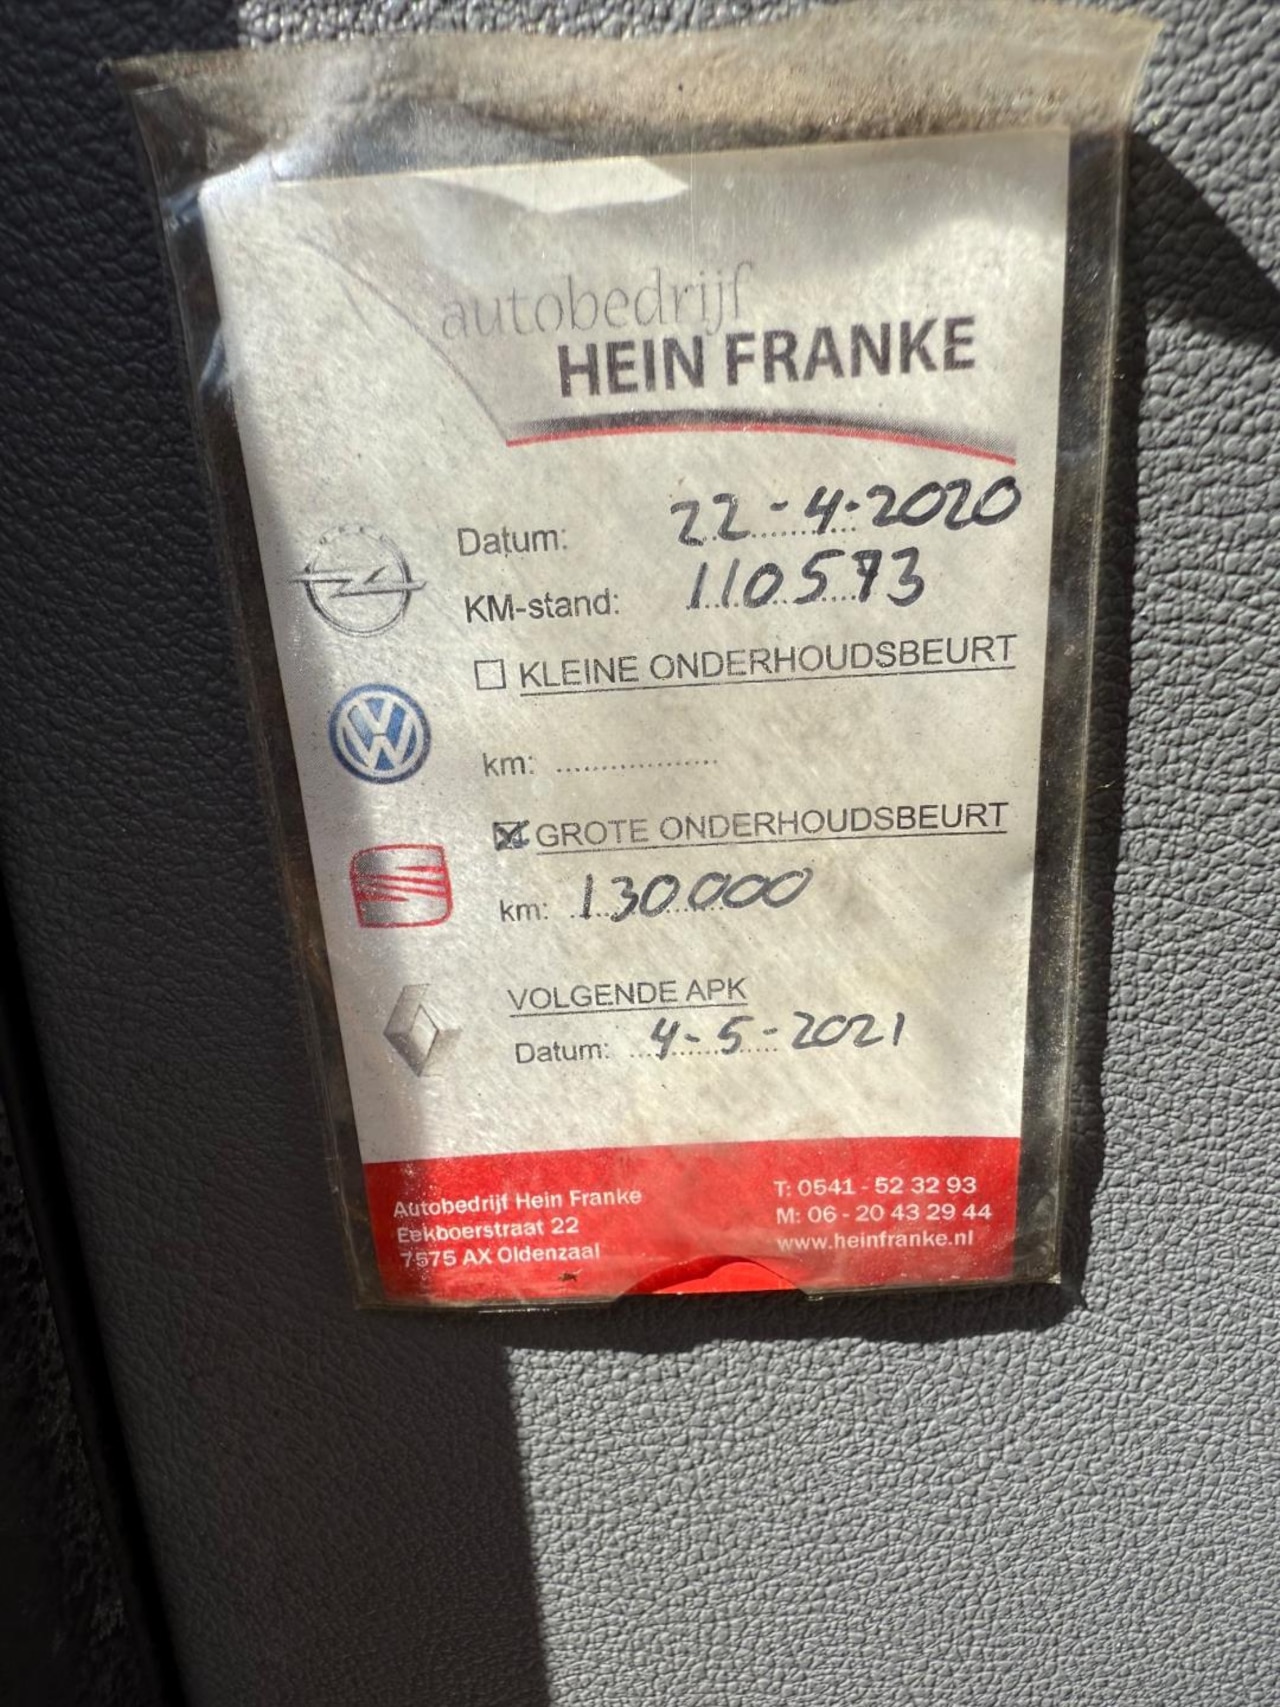 autobedrijf
HEIN FRANKE
Datum: 22-4-2020
KM-stand: 110573
KLEINE ONDERHOUDSBEURT
km: ..................
GROTE ONDERHOUDSBEURT
km: 130000
VOLGENDE APK
Datum: 4-5-2021
Autobedrijf Hein Franke
Eekboerstraat 22
7575 AX Oldenzaal
T: 0541 - 52 32 93
M: 06 - 20 43 29 44
www.heinfranke.nl